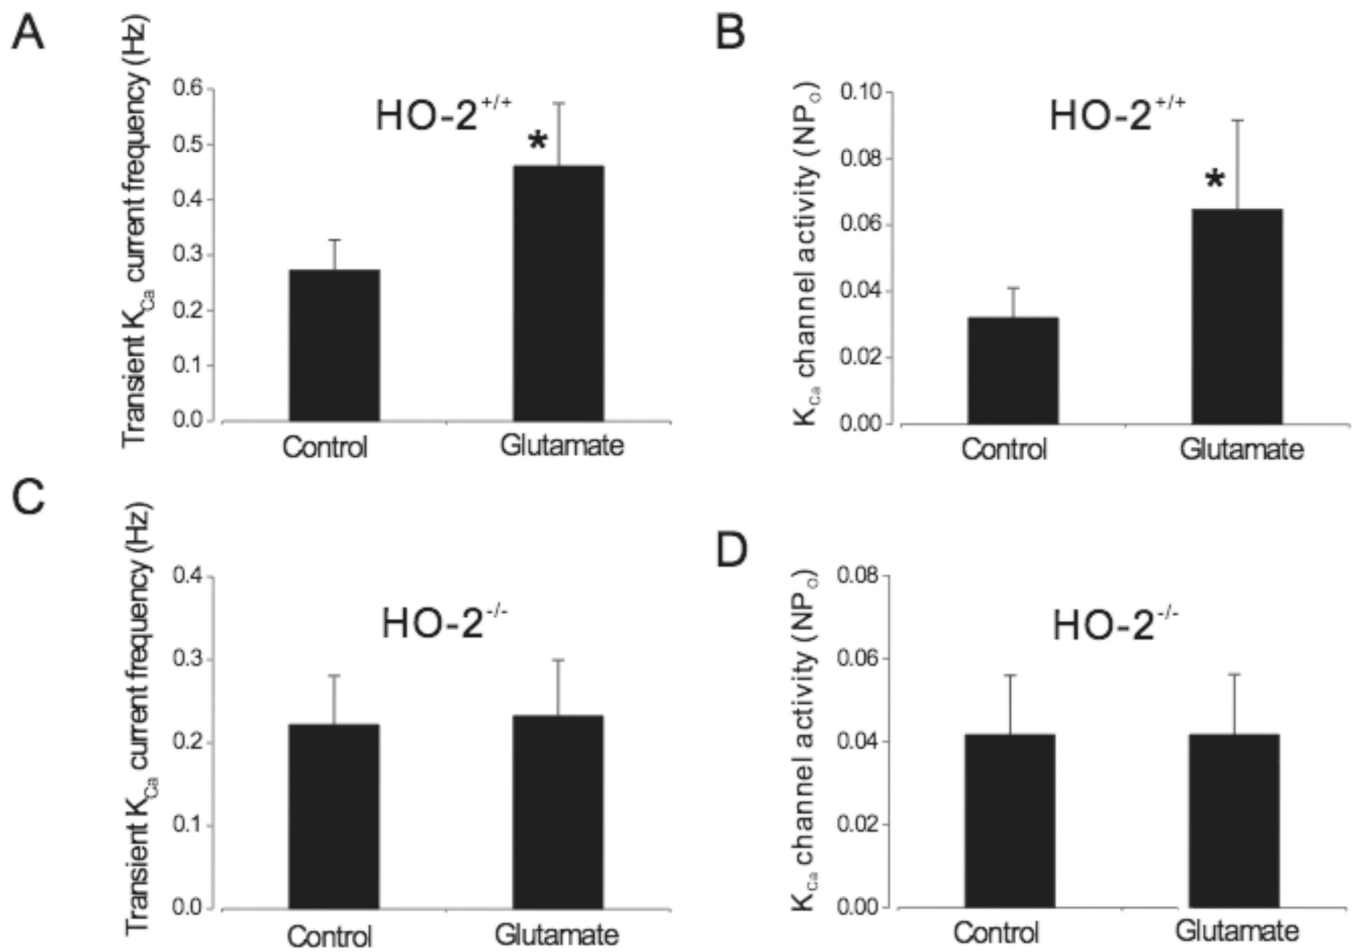 A
Transient K_Ca current frequency (Hz)
0.6
0.5
0.4
0.3
0.2
0.1
0.0
HO-2^+/+
*
Control
Glutamate
B
K_Ca channel activity (NP_O)
0.10
0.08
0.06
0.04
0.02
0.00
HO-2^+/+
*
Control
Glutamate
C
Transient K_Ca current frequency (Hz)
0.4
0.3
0.2
0.1
0.0
HO-2^-/-
Control
Glutamate
D
K_Ca channel activity (NP_O)
0.08
0.06
0.04
0.02
0.00
HO-2^-/-
Control
Glutamate